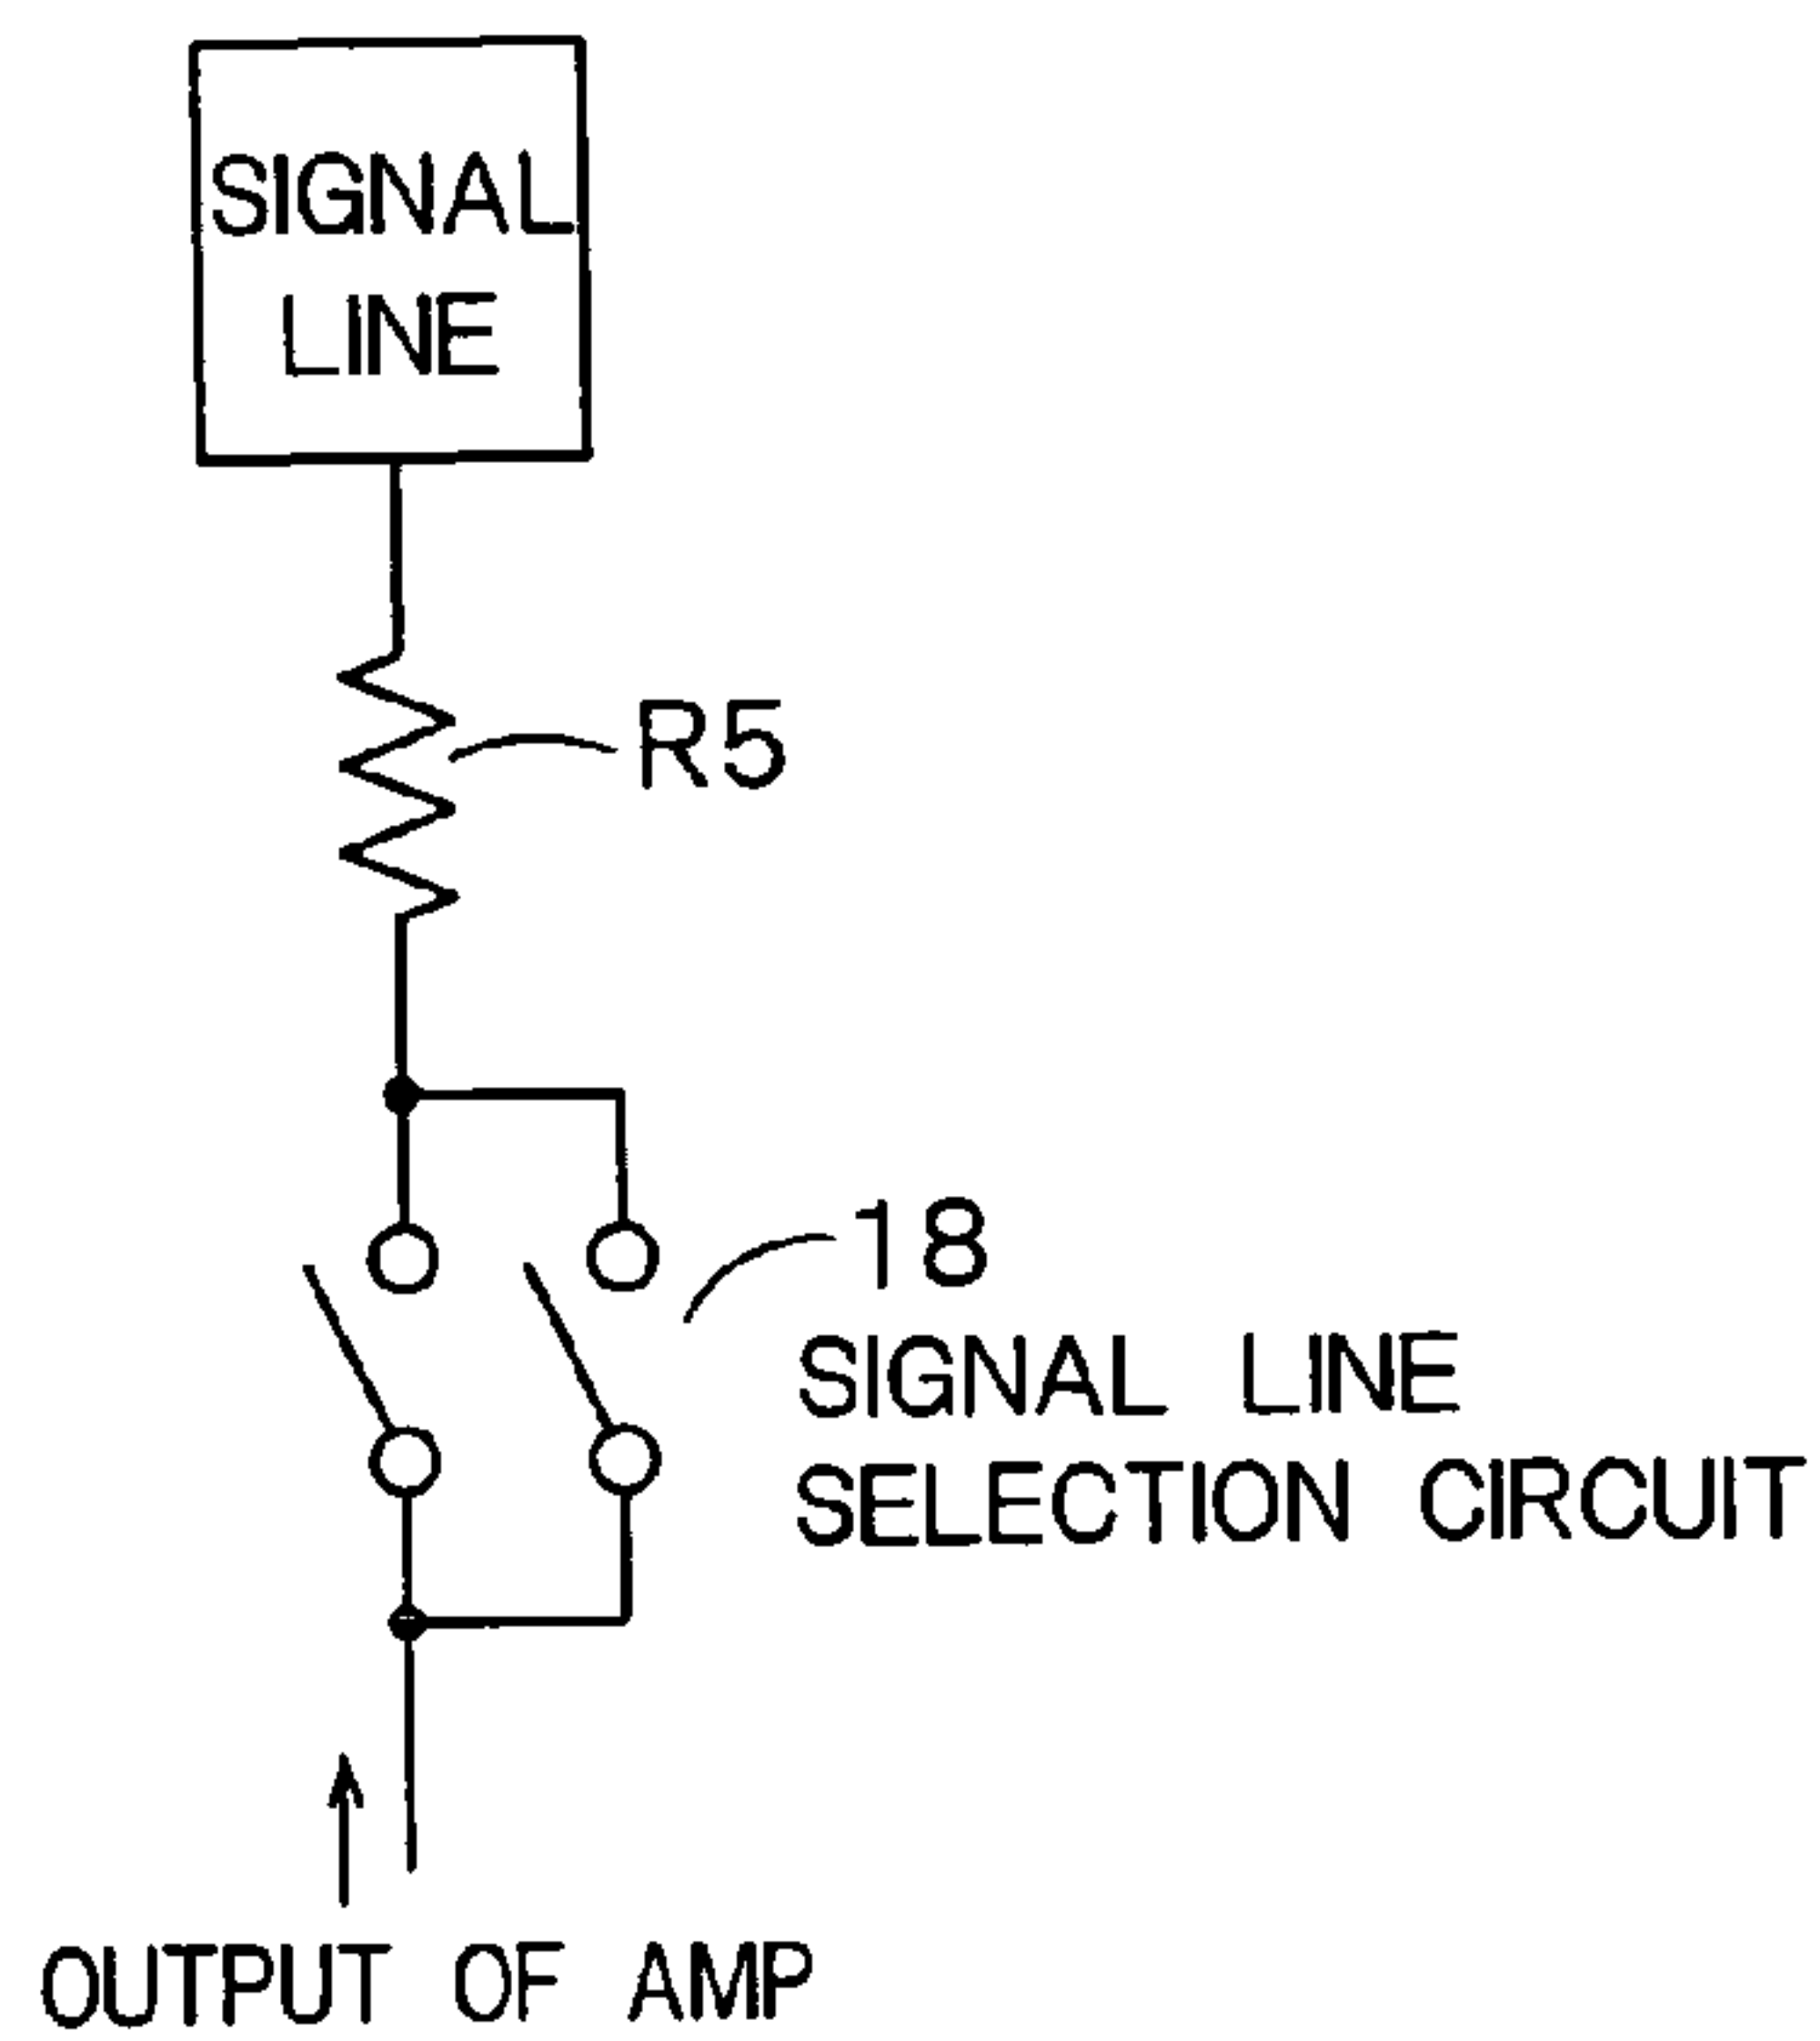 SIGNAL
LINE
R5
18
SIGNAL LINE
SELECTION CIRCUIT
OUTPUT OF AMP